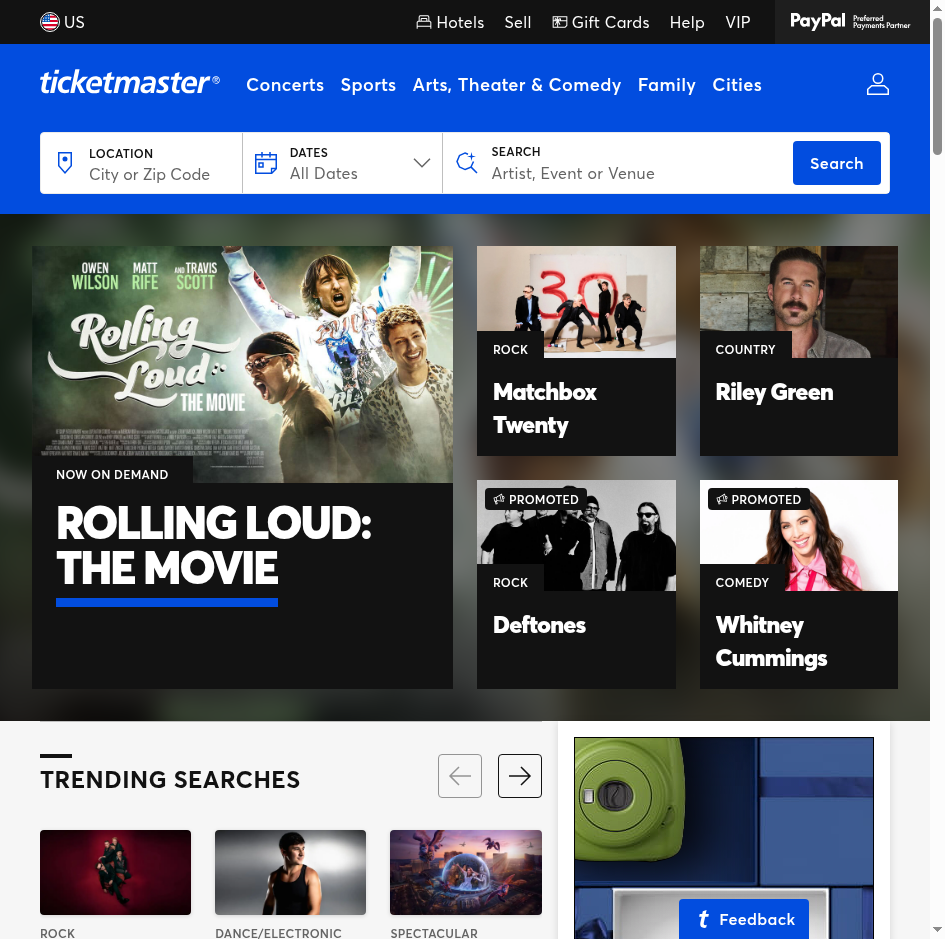 US
Hotels
Sell
Gift Cards
Help
VIP
PayPal
Preferred
Payments Partner
ticketmaster®
Concerts
Sports
Arts, Theater & Comedy
Family
Cities
LOCATION
City or Zip Code
DATES
All Dates
SEARCH
Artist, Event or Venue
Search
OWEN
WILSON
MATT
RIFE
AND TRAVIS
SCOTT
Rolling
Loud
THE MOVIE
NOW ON DEMAND
ROLLING LOUD:
THE MOVIE
30
ROCK
Matchbox
Twenty
COUNTRY
Riley Green
PROMOTED
ROCK
Deftones
PROMOTED
COMEDY
Whitney
Cummings
TRENDING SEARCHES
ROCK
DANCE/ELECTRONIC
SPECTACULAR
t Feedback